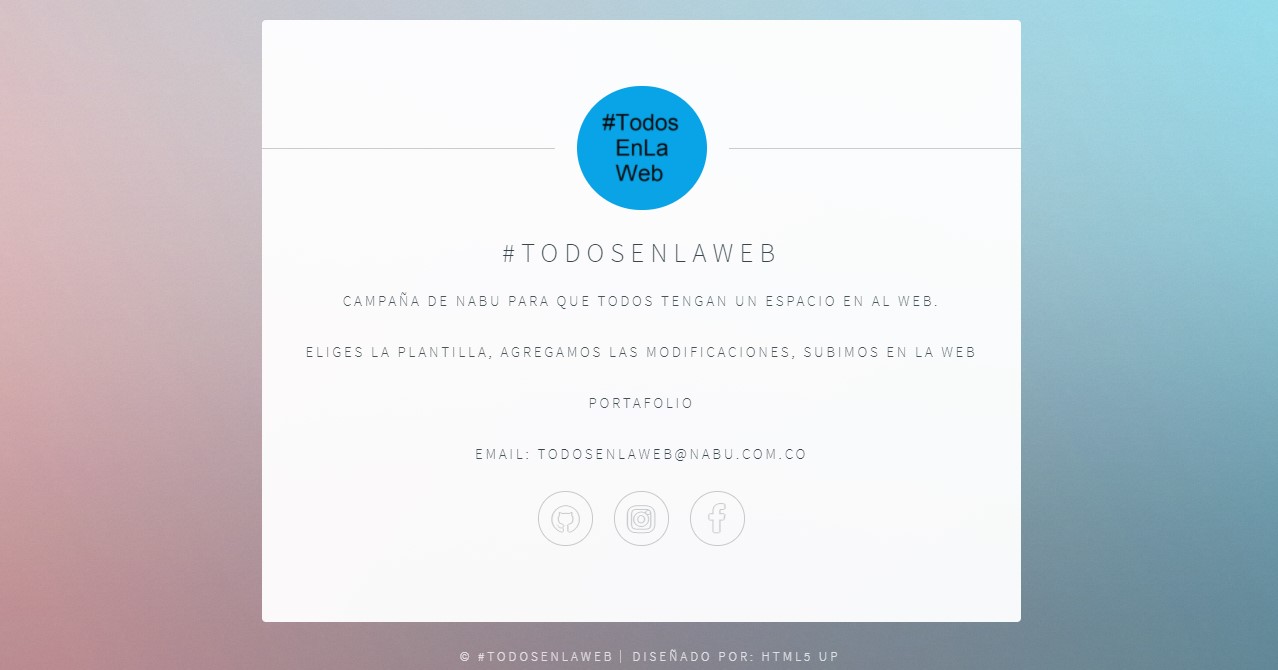 #Todos
EnLa
Web
#TODOSENLAWEB
CAMPAÑA DE NABU PARA QUE TODOS TENGAN UN ESPACIO EN AL WEB.
ELIGES LA PLANTILLA, AGREGAMOS LAS MODIFICACIONES, SUBIMOS EN LA WEB
PORTAFOLIO
EMAIL: TODOSENLAWEB@NABU.COM.CO
© #TODOSENLAWEB | DISEÑADO POR: HTML5 UP